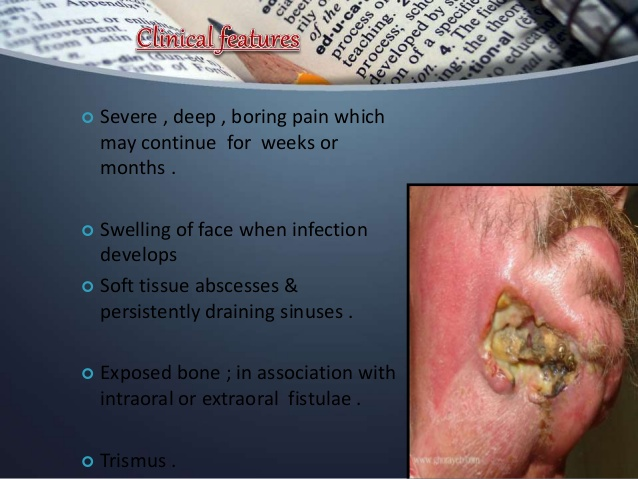 Clinical features
Severe , deep , boring pain which
may continue for weeks or
months .
Swelling of face when infection
develops
Soft tissue abscesses &
persistently draining sinuses .
Exposed bone ; in association with
intraoral or extraoral fistulae .
Trismus .